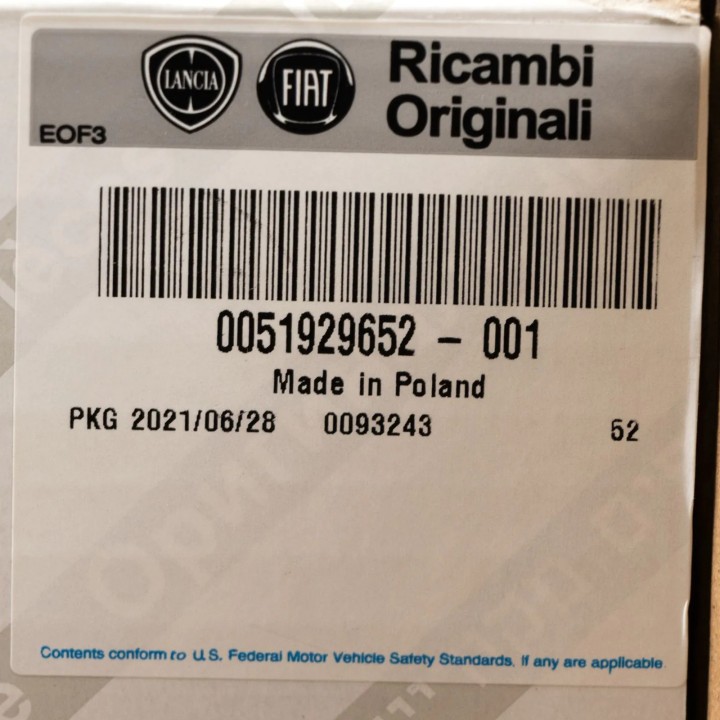 LANCIA FIAT Ricambi
Originali
EOF3
0051929652 - 001
Made in Poland
PKG 2021/06/28 0093243 52
Contents conform to U.S. Federal Motor Vehicle Safety Standards, if any are applicable